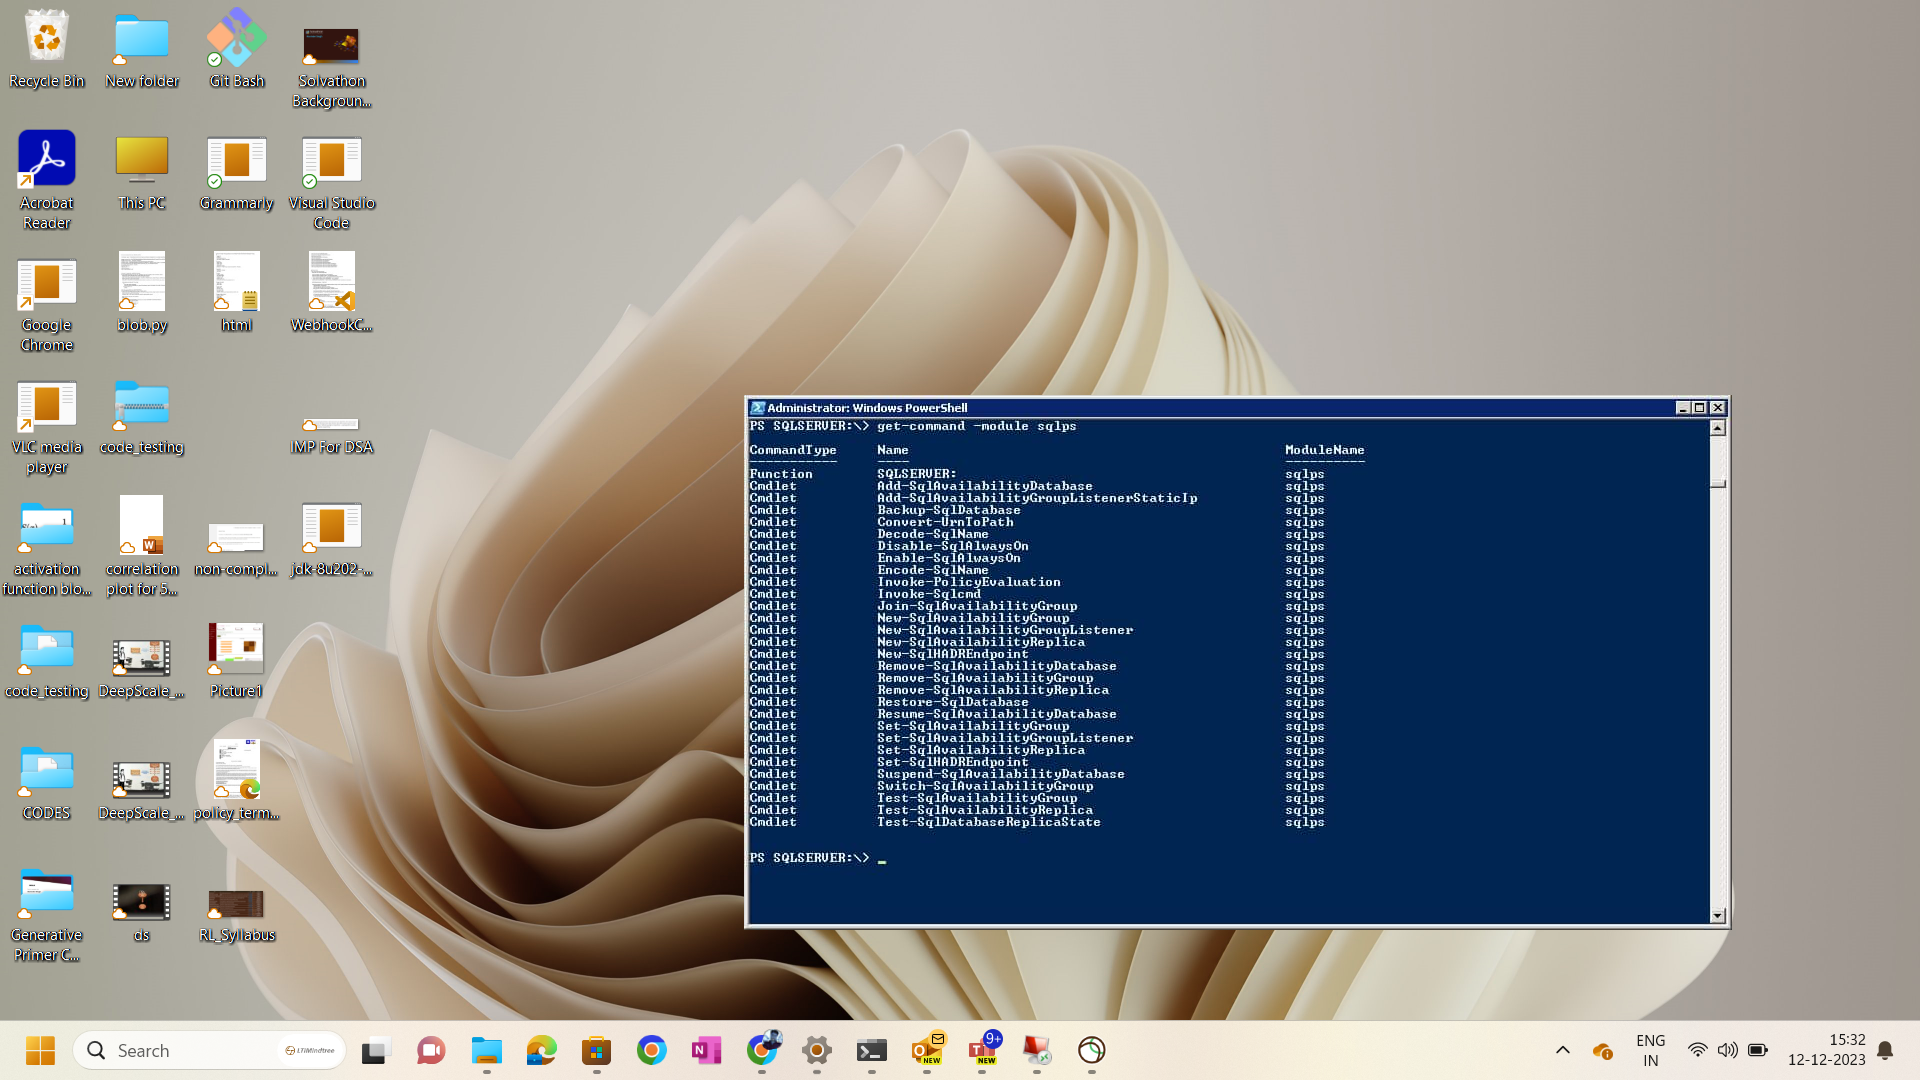 Recycle Bin
New folder
Git Bash
Solvathon
Backgroun...
Acrobat
Reader
This PC
Grammarly
Visual Studio
Code
Google
Chrome
blob.py
html
WebhookC...
VLC media
player
code_testing
IMP For DSA
activation
function blo...
correlation
plot for 5...
non-compl...
jdk-8u202-...
code_testing
DeepScale_...
Picture1
CODES
DeepScale_...
policy_term...
Generative
Primer C...
ds
RL_Syllabus
Administrator: Windows PowerShell
PS SQLSERVER:\> get-command -module sqlps
CommandType Name ModuleName
----------- ---- ----------
Function SQLSERVER: sqlps
Cmdlet Add-SqlAvailabilityDatabase sqlps
Cmdlet Add-SqlAvailabilityGroupListenerStaticIp sqlps
Cmdlet Backup-SqlDatabase sqlps
Cmdlet Convert-UrnToPath sqlps
Cmdlet Decode-SqlName sqlps
Cmdlet Disable-SqlAlwaysOn sqlps
Cmdlet Enable-SqlAlwaysOn sqlps
Cmdlet Encode-SqlName sqlps
Cmdlet Invoke-PolicyEvaluation sqlps
Cmdlet Invoke-Sqlcmd sqlps
Cmdlet Join-SqlAvailabilityGroup sqlps
Cmdlet New-SqlAvailabilityGroup sqlps
Cmdlet New-SqlAvailabilityGroupListener sqlps
Cmdlet New-SqlAvailabilityReplica sqlps
Cmdlet New-SqlHADREndpoint sqlps
Cmdlet Remove-SqlAvailabilityDatabase sqlps
Cmdlet Remove-SqlAvailabilityGroup sqlps
Cmdlet Remove-SqlAvailabilityReplica sqlps
Cmdlet Restore-SqlDatabase sqlps
Cmdlet Resume-SqlAvailabilityDatabase sqlps
Cmdlet Set-SqlAvailabilityGroup sqlps
Cmdlet Set-SqlAvailabilityGroupListener sqlps
Cmdlet Set-SqlAvailabilityReplica sqlps
Cmdlet Set-SqlHADREndpoint sqlps
Cmdlet Suspend-SqlAvailabilityDatabase sqlps
Cmdlet Switch-SqlAvailabilityGroup sqlps
Cmdlet Test-SqlAvailabilityGroup sqlps
Cmdlet Test-SqlAvailabilityReplica sqlps
Cmdlet Test-SqlDatabaseReplicaState sqlps
PS SQLSERVER:\> _
Search
LTIMindtree
NEW
9+
NEW
ENG
IN
15:32
12-12-2023